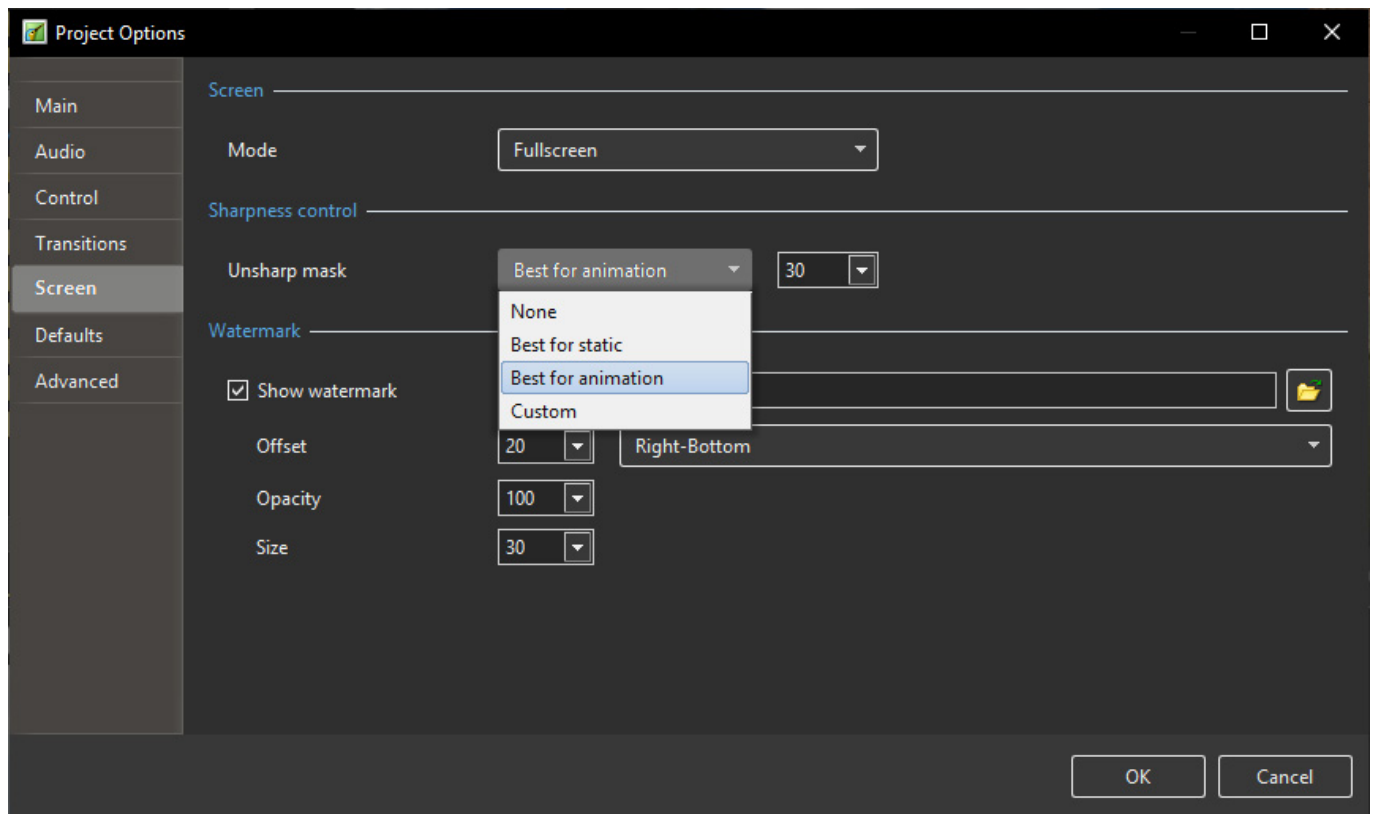 Project Options
Main
Audio
Control
Transitions
Screen
Defaults
Advanced
Screen
Mode
Fullscreen
Sharpness control
Unsharp mask
Best for animation
30
None
Best for static
Best for animation
Custom
Watermark
Show watermark
Offset
20
Right-Bottom
Opacity
100
Size
30
OK
Cancel